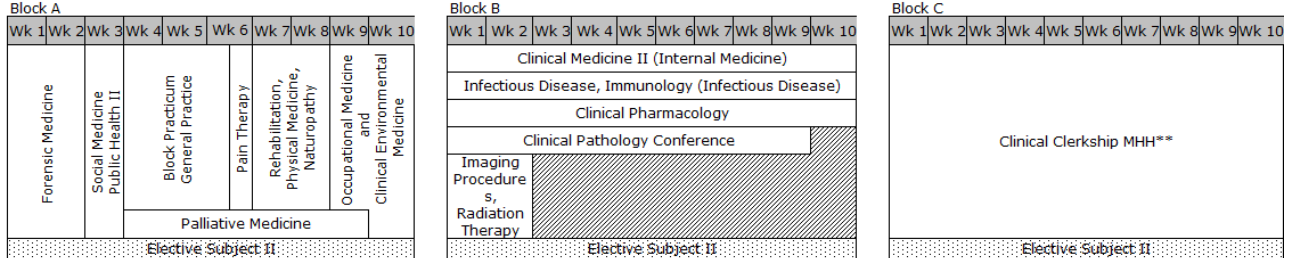 Block A
Wk 1 Wk 2 Wk 3 Wk 4 Wk 5 Wk 6 Wk 7 Wk 8 Wk 9 Wk 10
Forensic Medicine
Social Medicine
Public Health II
Block Practicum
General Practice
Pain Therapy
Rehabilitation,
Physical Medicine,
Naturopathy
Occupational Medicine
and
Clinical Environmental
Medicine
Palliative Medicine
Elective Subject II
Block B
Wk 1 Wk 2 Wk 3 Wk 4 Wk 5 Wk 6 Wk 7 Wk 8 Wk 9 Wk 10
Clinical Medicine II (Internal Medicine)
Infectious Disease, Immunology (Infectious Disease)
Clinical Pharmacology
Clinical Pathology Conference
Imaging
Procedure
s,
Radiation
Therapy
Elective Subject II
Block C
Wk 1 Wk 2 Wk 3 Wk 4 Wk 5 Wk 6 Wk 7 Wk 8 Wk 9 Wk 10
Clinical Clerkship MHH**
Elective Subject II